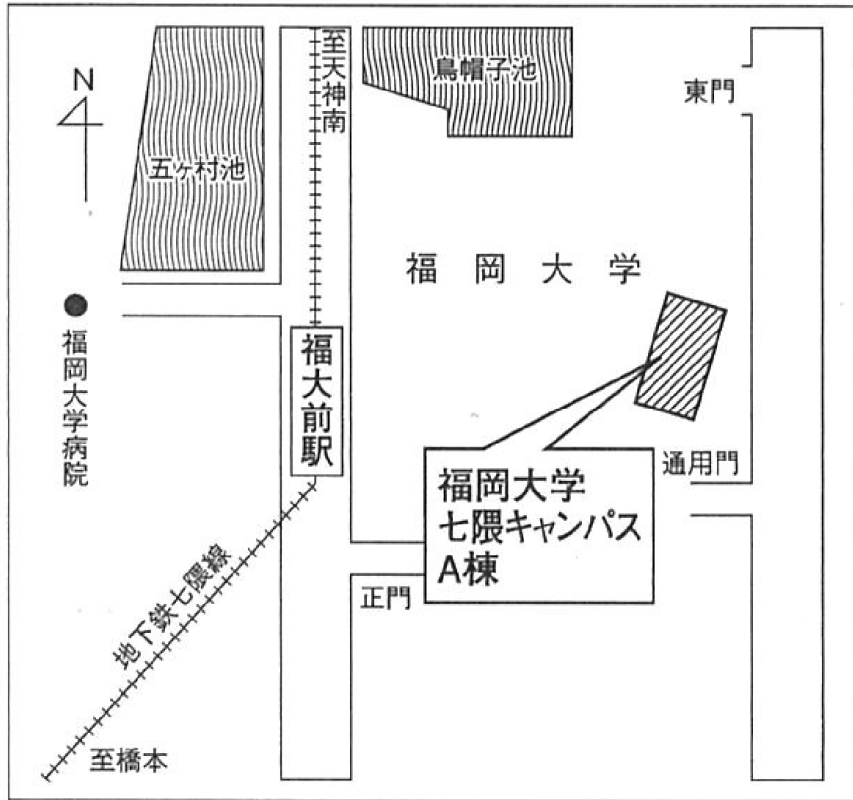 N
至天神南
烏帽子池
東門
五ヶ村池
福岡大学
福岡大学病院
福大前駅
通用門
福岡大学
七隈キャンパス
A棟
正門
地下鉄七隈線
至橋本